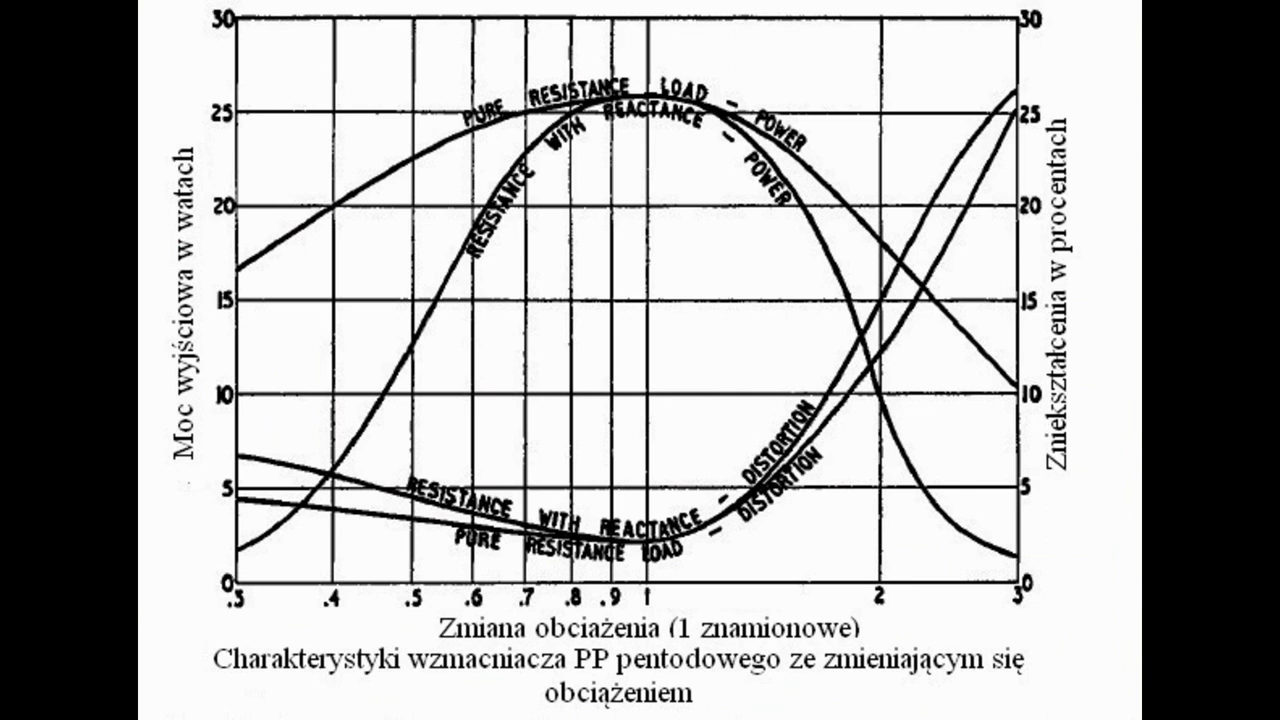 30
30
PURE RESISTANCE LOAD - POWER
RESISTANCE WITH REACTANCE - POWER
25
25
20
20
15
15
10
10
5
5
0
0
RESISTANCE WITH REACTANCE - DISTORTION
PURE RESISTANCE LOAD - DISTORTION
Moc wyjściowa w watach
Zniekształcenia w procentach
.3 .4 .5 .6 .7 .8 .9 1 2 3
Zmiana obciażenia (1 znamionowe)
Charakterystyki wzmacniacza PP pentodowego ze zmieniającym się
obciążeniem